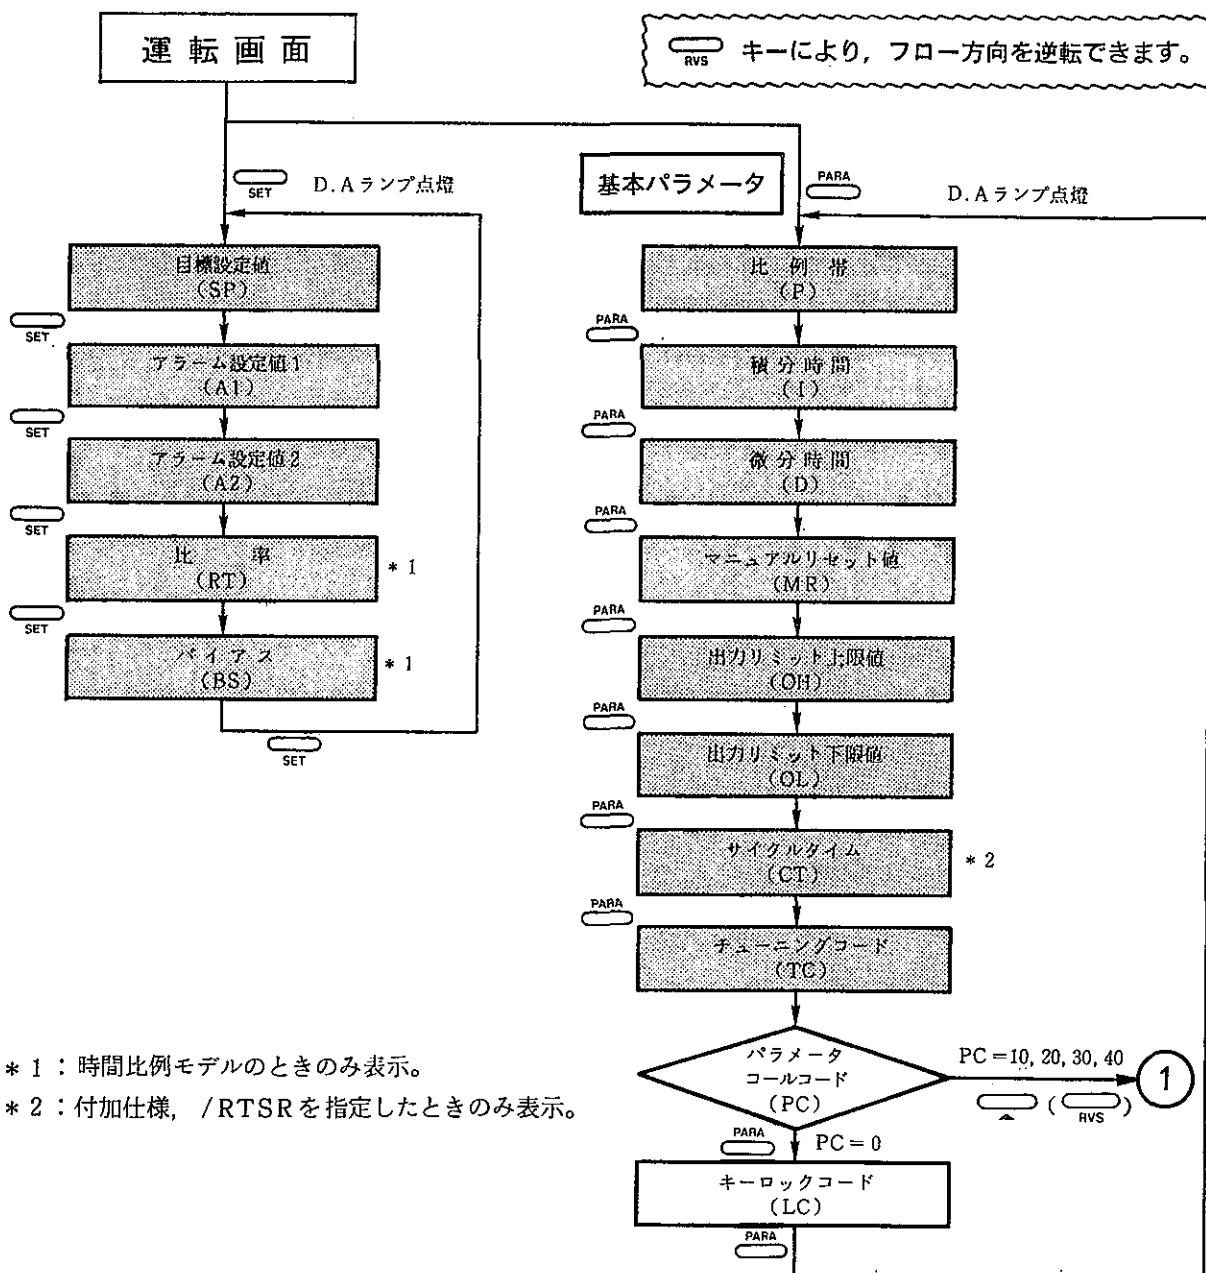 運転画面
RVS キーにより, フロー方向を逆転できます。
SET
D.Aランプ点燈
目標設定値
(SP)
SET
アラーム設定値1
(A1)
SET
アラーム設定値2
(A2)
SET
比率
(RT)
*1
SET
バイアス
(BS)
*1
SET
基本パラメータ
PARA
D.Aランプ点燈
比例帯
(P)
PARA
積分時間
(I)
PARA
微分時間
(D)
PARA
マニュアルリセット値
(MR)
PARA
出力リミット上限値
(OH)
PARA
出力リミット下限値
(OL)
PARA
サイクルタイム
(CT)
*2
PARA
チューニングコード
(TC)
パラメータ
コールコード
(PC)
PC=10, 20, 30, 40
( RVS )
1
PARA
PC=0
キーロックコード
(LC)
PARA
*1：時間比例モデルのときのみ表示。
*2：付加仕様, /RTSRを指定したときのみ表示。